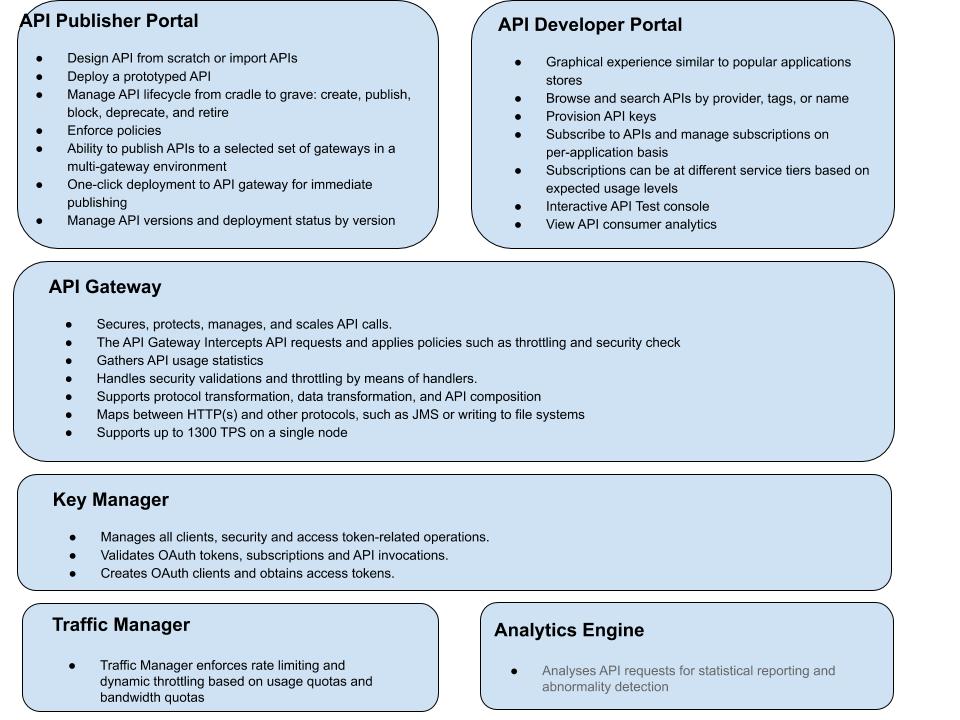 API Publisher Portal
● Design API from scratch or import APIs
● Deploy a prototyped API
● Manage API lifecycle from cradle to grave: create, publish,
block, deprecate, and retire
● Enforce policies
● Ability to publish APIs to a selected set of gateways in a
multi-gateway environment
● One-click deployment to API gateway for immediate
publishing
● Manage API versions and deployment status by version
API Developer Portal
● Graphical experience similar to popular applications
stores
● Browse and search APIs by provider, tags, or name
● Provision API keys
● Subscribe to APIs and manage subscriptions on
per-application basis
● Subscriptions can be at different service tiers based on
expected usage levels
● Interactive API Test console
● View API consumer analytics
API Gateway
● Secures, protects, manages, and scales API calls.
● The API Gateway Intercepts API requests and applies policies such as throttling and security check
● Gathers API usage statistics
● Handles security validations and throttling by means of handlers.
● Supports protocol transformation, data transformation, and API composition
● Maps between HTTP(s) and other protocols, such as JMS or writing to file systems
● Supports up to 1300 TPS on a single node
Key Manager
● Manages all clients, security and access token-related operations.
● Validates OAuth tokens, subscriptions and API invocations.
● Creates OAuth clients and obtains access tokens.
Traffic Manager
● Traffic Manager enforces rate limiting and
dynamic throttling based on usage quotas and
bandwidth quotas
Analytics Engine
● Analyses API requests for statistical reporting and
abnormality detection